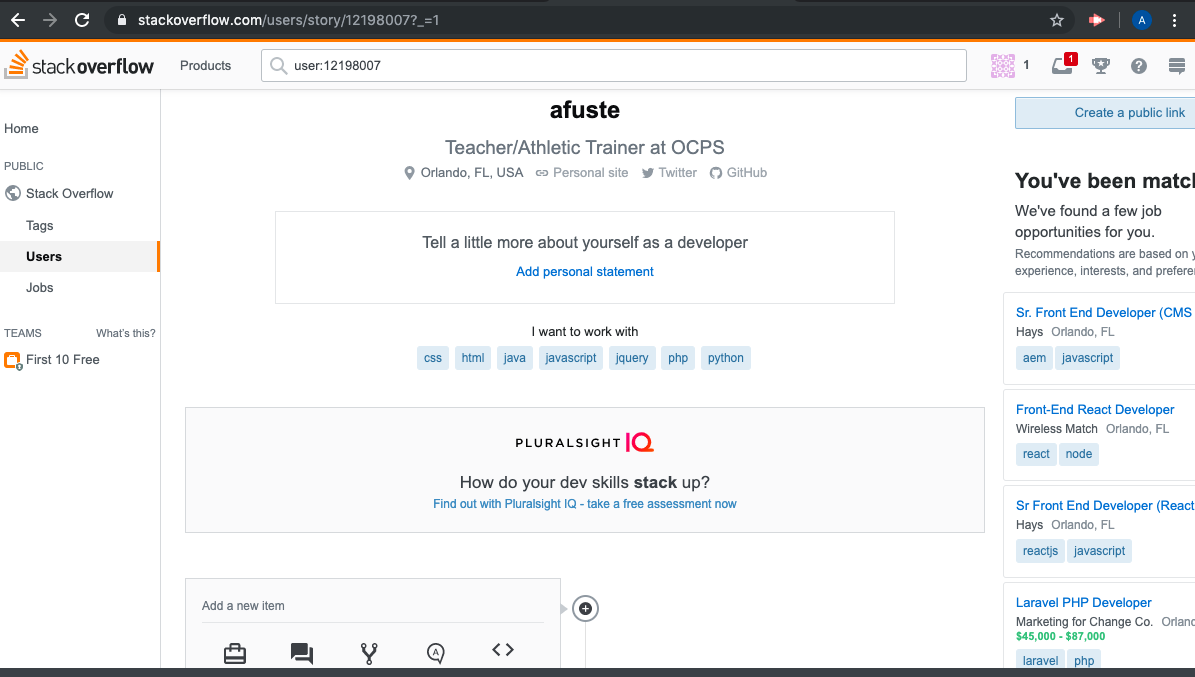 stackoverflow.com/users/story/12198007?_=1
A
stackoverflow
Products
user:12198007
1
1
Home
PUBLIC
Stack Overflow
Tags
Users
Jobs
TEAMS What's this?
First 10 Free
afuste
Teacher/Athletic Trainer at OCPS
Orlando, FL, USA Personal site Twitter GitHub
Tell a little more about yourself as a developer
Add personal statement
I want to work with
css html java javascript jquery php python
PLURALSIGHT IQ
How do your dev skills stack up?
Find out with Pluralsight IQ - take a free assessment now
Add a new item
A
Create a public link
You've been match
We've found a few job
opportunities for you.
Recommendations are based on y
experience, interests, and prefere
Sr. Front End Developer (CMS
Hays Orlando, FL
aem javascript
Front-End React Developer
Wireless Match Orlando, FL
react node
Sr Front End Developer (React
Hays Orlando, FL
reactjs javascript
Laravel PHP Developer
Marketing for Change Co. Orland
$45,000 - $87,000
laravel php